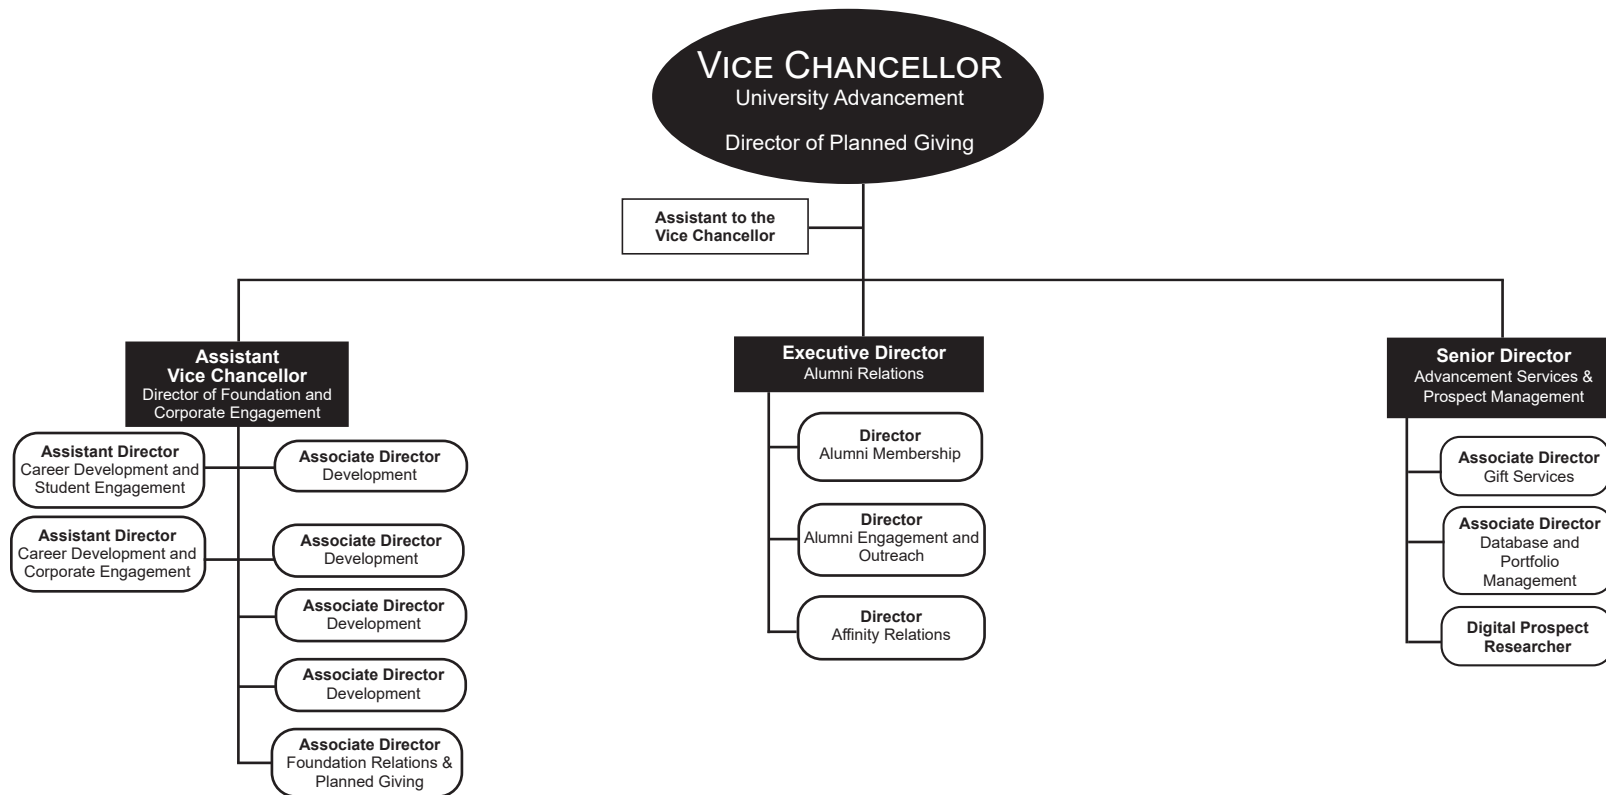 VICE CHANCELLOR
University Advancement
Director of Planned Giving
Assistant to the
Vice Chancellor
Assistant
Vice Chancellor
Director of Foundation and
Corporate Engagement
Assistant Director
Career Development and
Student Engagement
Associate Director
Development
Assistant Director
Career Development and
Corporate Engagement
Associate Director
Development
Associate Director
Development
Associate Director
Development
Associate Director
Foundation Relations &
Planned Giving
Executive Director
Alumni Relations
Director
Alumni Membership
Director
Alumni Engagement and
Outreach
Director
Affinity Relations
Senior Director
Advancement Services &
Prospect Management
Associate Director
Gift Services
Associate Director
Database and
Portfolio
Management
Digital Prospect
Researcher